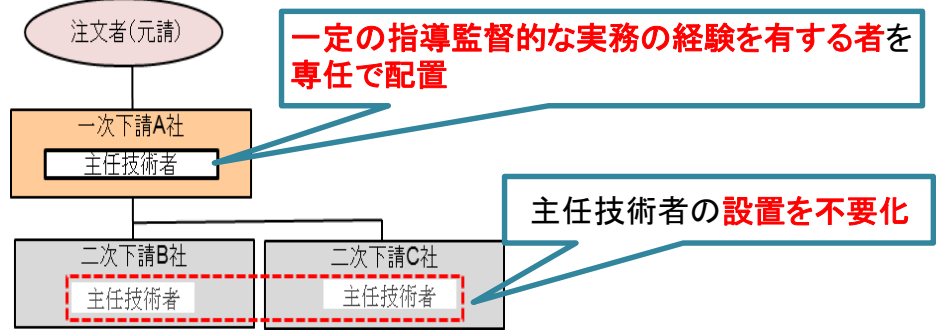 注文者(元請)
一定の指導監督的な実務の経験を有する者を
専任で配置
一次下請A社
主任技術者
主任技術者の設置を不要化
二次下請B社
主任技術者
二次下請C社
主任技術者